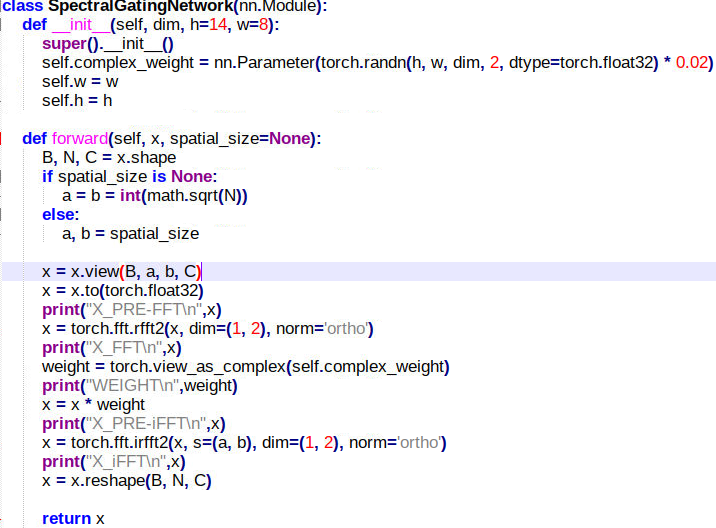 class SpectralGatingNetwork(nn.Module):
    def __init__(self, dim, h=14, w=8):
        super().__init__()
        self.complex_weight = nn.Parameter(torch.randn(h, w, dim, 2, dtype=torch.float32) * 0.02)
        self.w = w
        self.h = h

    def forward(self, x, spatial_size=None):
        B, N, C = x.shape
        if spatial_size is None:
            a = b = int(math.sqrt(N))
        else:
            a, b = spatial_size

        x = x.view(B, a, b, C)
        x = x.to(torch.float32)
        print("X_PRE-FFT\n",x)
        x = torch.fft.rfft2(x, dim=(1, 2), norm='ortho')
        print("X_FFT\n",x)
        weight = torch.view_as_complex(self.complex_weight)
        print("WEIGHT\n",weight)
        x = x * weight
        print("X_PRE-iFFT\n",x)
        x = torch.fft.irfft2(x, s=(a, b), dim=(1, 2), norm='ortho')
        print("X_iFFT\n",x)
        x = x.reshape(B, N, C)

        return x